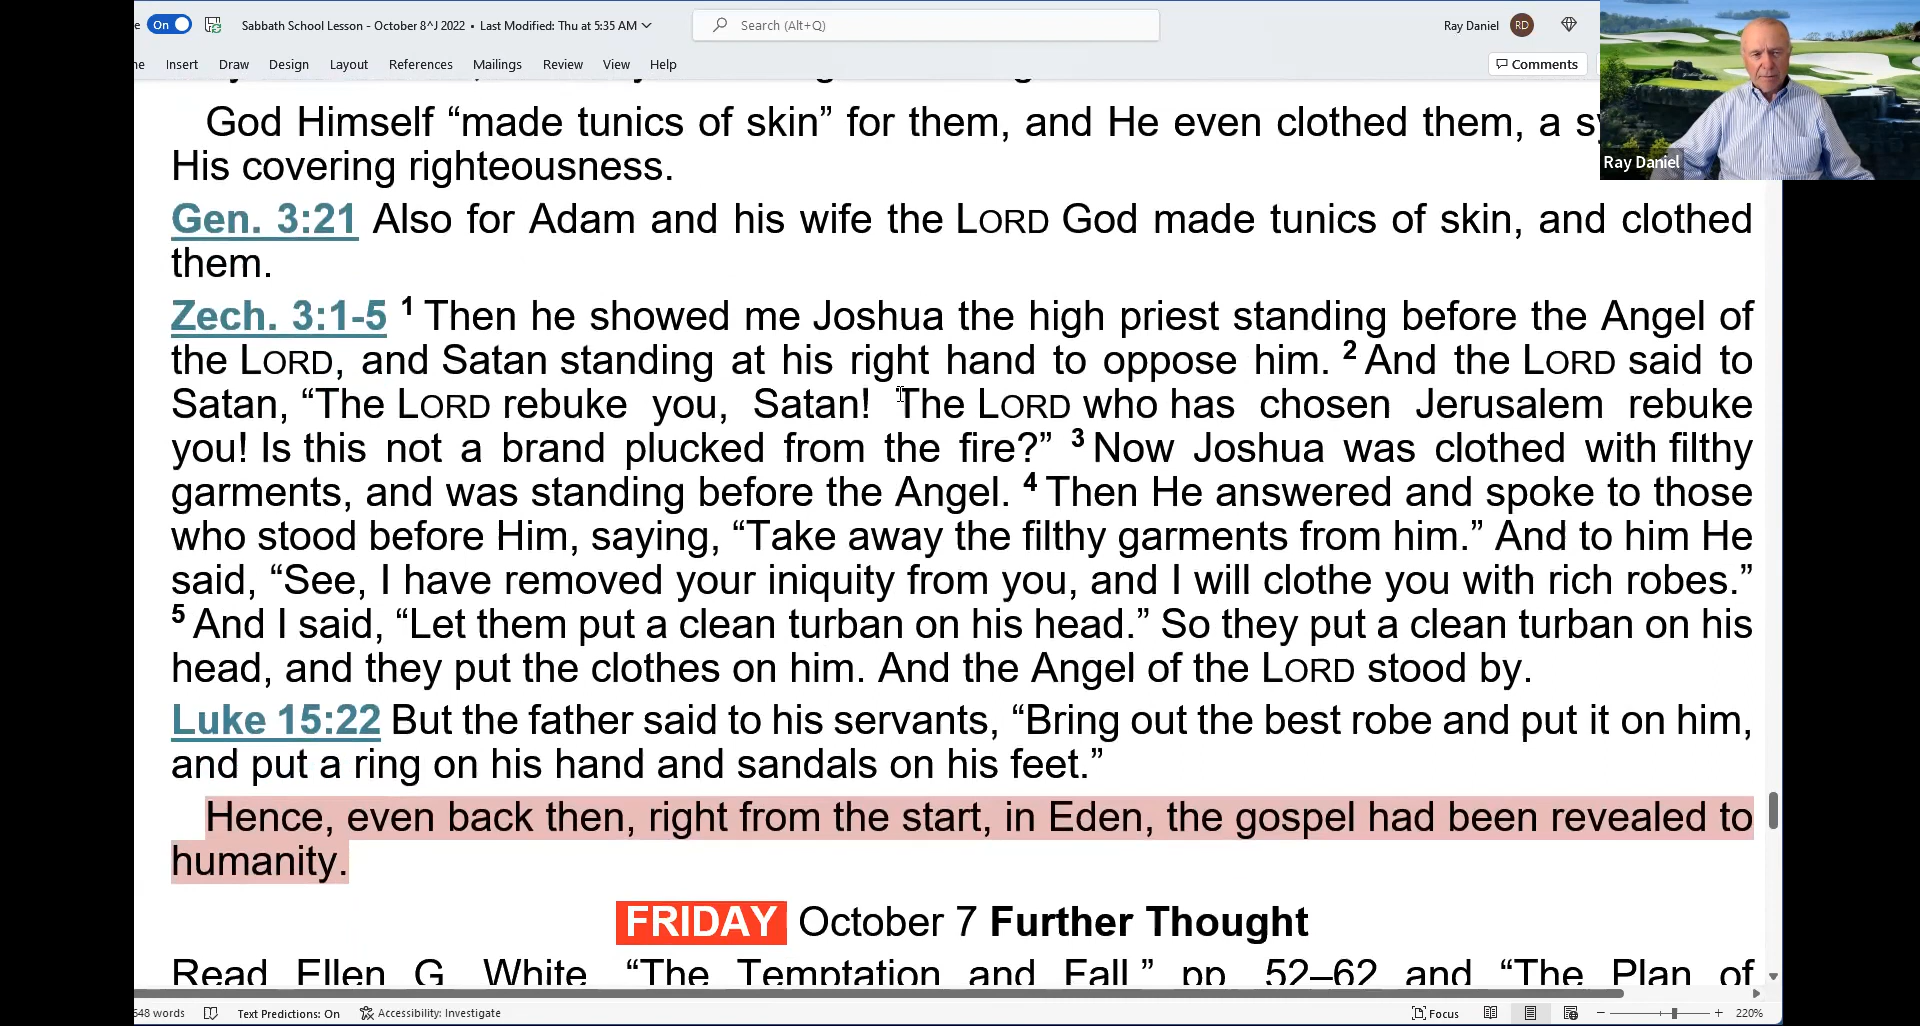 e On Sabbath School Lesson - October 8^J 2022 • Last Modified: Thu at 5:35 AM Search (Alt+Q) Ray Daniel RD
ne Insert Draw Design Layout References Mailings Review View Help Comments
God Himself “made tunics of skin” for them, and He even clothed them, a sy
His covering righteousness.
Ray Daniel
Gen. 3:21 Also for Adam and his wife the LORD God made tunics of skin, and clothed
them.
Zech. 3:1-5 1 Then he showed me Joshua the high priest standing before the Angel of
the LORD, and Satan standing at his right hand to oppose him. 2 And the LORD said to
Satan, “The LORD rebuke you, Satan! The LORD who has chosen Jerusalem rebuke
you! Is this not a brand plucked from the fire?” 3 Now Joshua was clothed with filthy
garments, and was standing before the Angel. 4 Then He answered and spoke to those
who stood before Him, saying, “Take away the filthy garments from him.” And to him He
said, “See, I have removed your iniquity from you, and I will clothe you with rich robes.”
5 And I said, “Let them put a clean turban on his head.” So they put a clean turban on his
head, and they put the clothes on him. And the Angel of the LORD stood by.
Luke 15:22 But the father said to his servants, “Bring out the best robe and put it on him,
and put a ring on his hand and sandals on his feet.”
Hence, even back then, right from the start, in Eden, the gospel had been revealed to
humanity.
FRIDAY October 7 Further Thought
Read Ellen G. White, “The Temptation and Fall,” pp. 52–62 and “The Plan of
648 words Text Predictions: On Accessibility: Investigate Focus 220%